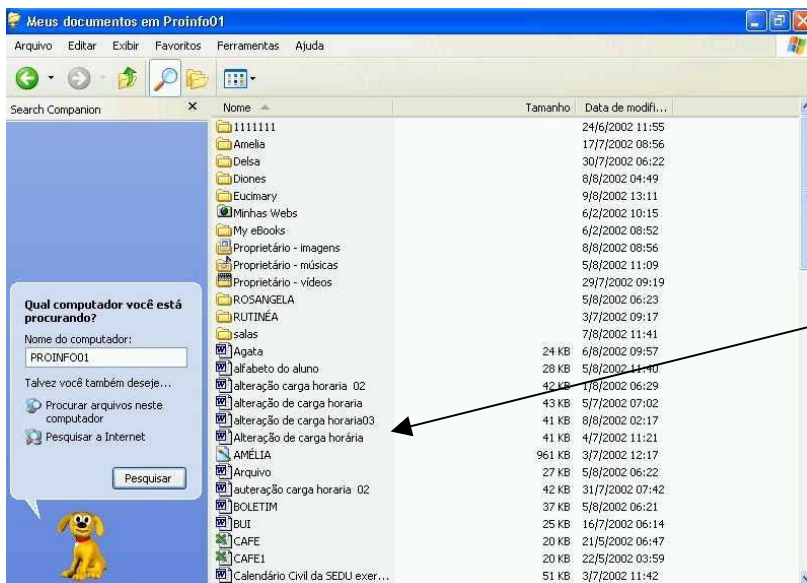 Meus documentos em Proinfo01
Arquivo Editar Exibir Favoritos Ferramentas Ajuda
Search Companion
Nome Tamanho Data de modifi...
1111111 24/6/2002 11:55
Amelia 17/7/2002 08:56
Delsa 30/7/2002 06:22
Diones 8/8/2002 04:49
Eucimary 9/8/2002 13:11
Minhas Webs 6/2/2002 10:15
My eBooks 6/2/2002 08:52
Proprietário - imagens 8/8/2002 08:56
Proprietário - músicas 5/8/2002 11:09
Proprietário - vídeos 29/7/2002 09:19
ROSANGELA 5/8/2002 06:23
RUTINÉA 3/7/2002 09:17
salas 7/8/2002 11:41
Agata 24 KB 6/8/2002 09:57
alfabeto do aluno 28 KB 5/8/2002 11:40
alteração carga horaria 02 42 KB 1/8/2002 06:29
alteração de carga horaria 43 KB 5/7/2002 07:02
alteração de carga horaria03 41 KB 8/8/2002 02:17
Alteração de carga horária 41 KB 4/7/2002 11:21
AMÉLIA 961 KB 3/7/2002 12:17
Arquivo 27 KB 5/8/2002 06:22
auteração carga horaria 02 42 KB 31/7/2002 07:42
BOLETIM 37 KB 5/8/2002 06:21
BUI 25 KB 16/7/2002 06:14
CAFE 20 KB 21/5/2002 06:47
CAFE1 20 KB 22/5/2002 03:59
Calendário Civil da SEDU exer... 51 KB 3/7/2002 11:42
Qual computador você está
procurando?
Nome do computador:
PROINFO01
Talvez você também deseje...
Procurar arquivos neste
computador
Pesquisar a Internet
Pesquisar